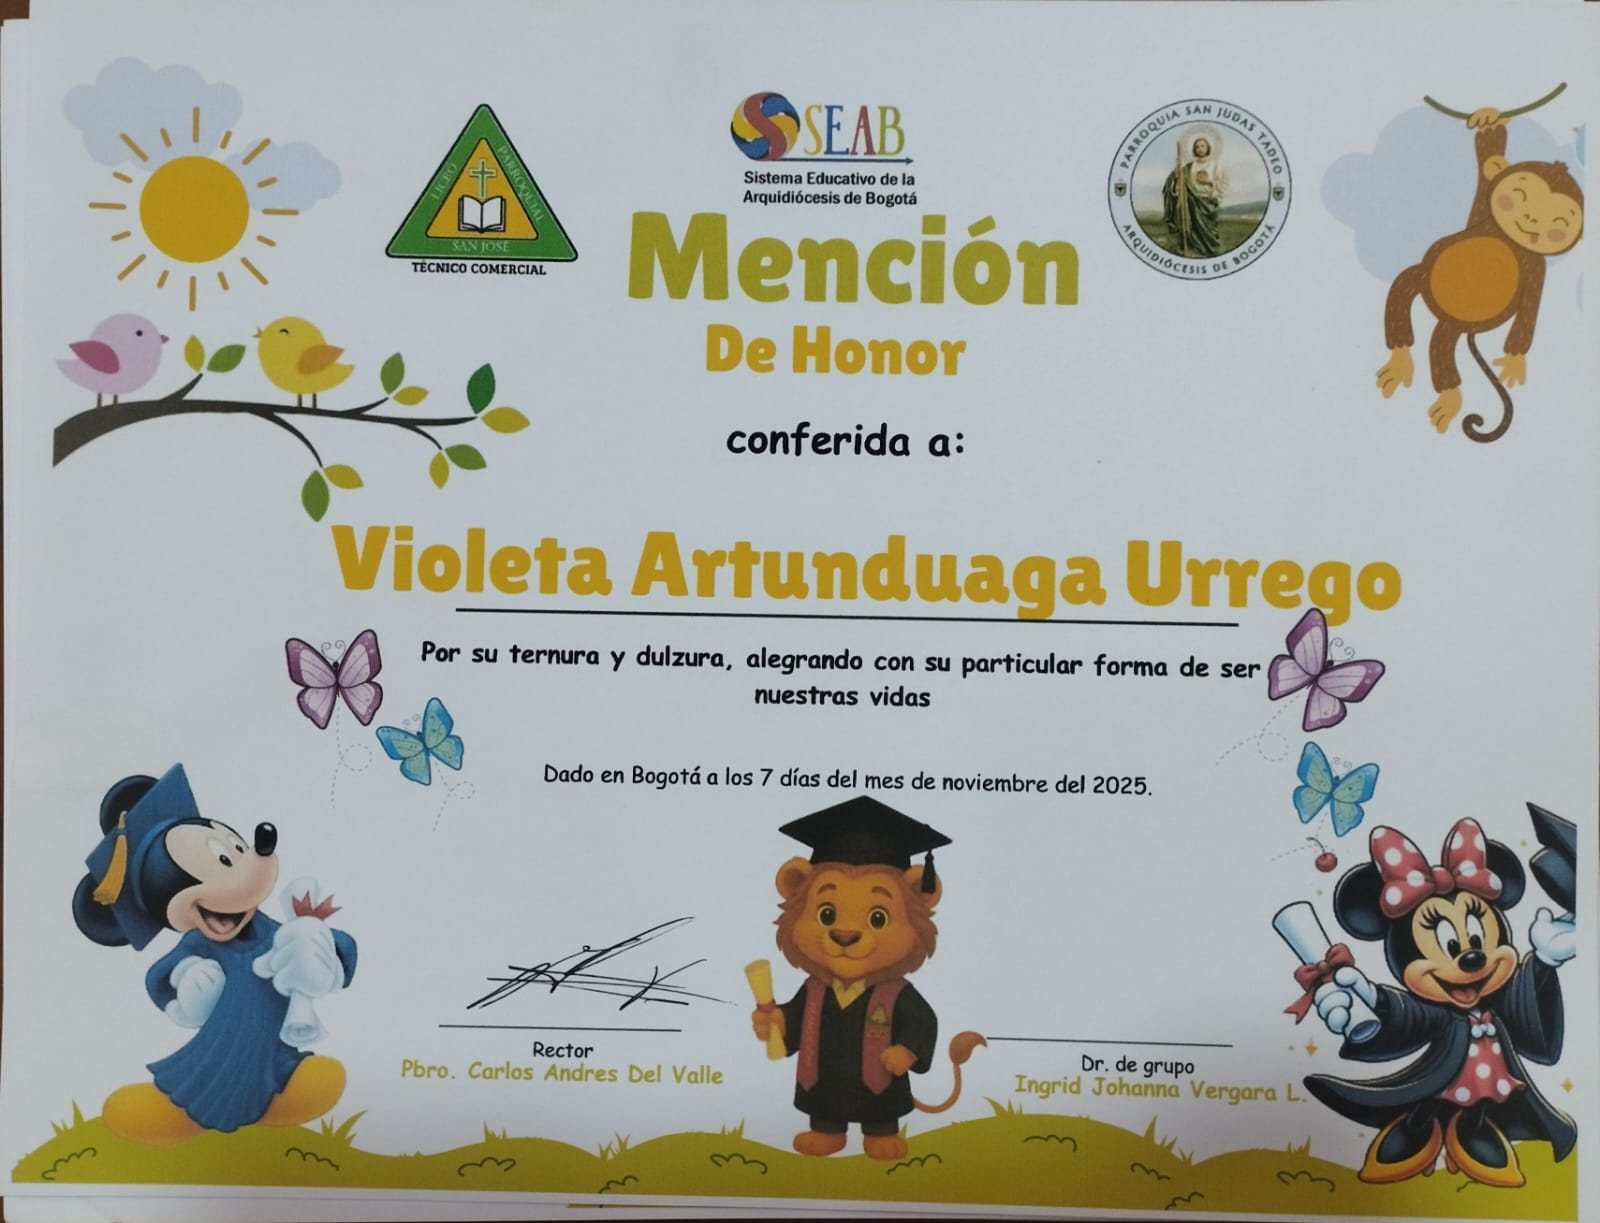 LICEO PARROQUIAL
SAN JOSÉ
TÉCNICO COMERCIAL
SEAB
Sistema Educativo de la
Arquidiócesis de Bogotá
PARROQUIA SAN JUDAS TADEO
ARQUIDIÓCESIS DE BOGOTÁ
Mención
De Honor
conferida a:
Violeta Artunduaga Urrego
Por su ternura y dulzura, alegrando con su particular forma de ser
nuestras vidas
Dado en Bogotá a los 7 días del mes de noviembre del 2025.
Rector
Pbro. Carlos Andres Del Valle
Dr. de grupo
Ingrid Johanna Vergara L.